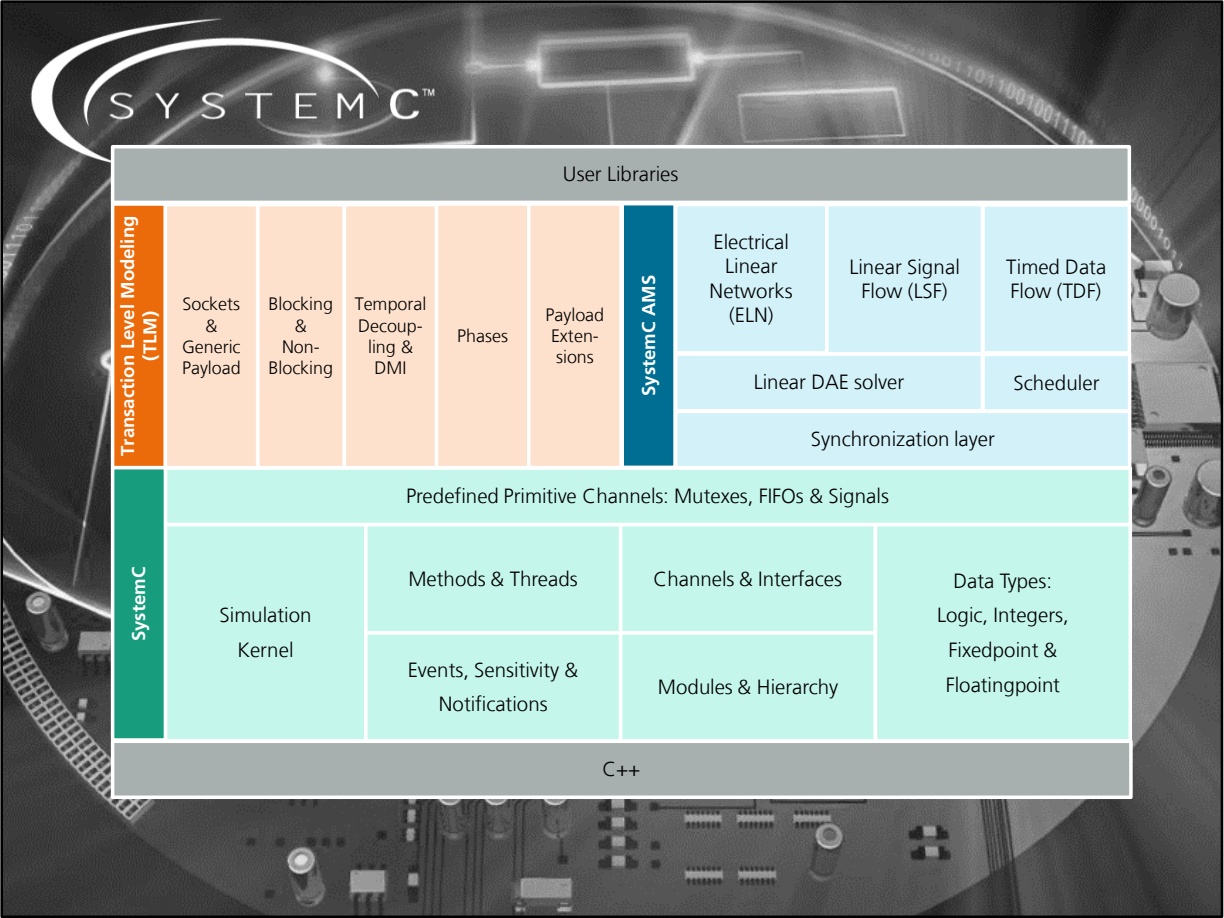 SYSTEMC™
User Libraries
Transaction Level Modeling
(TLM)
Sockets
&
Generic
Payload
Blocking
&
Non-
Blocking
Temporal
Decoup-
ling &
DMI
Phases
Payload
Exten-
sions
SystemC AMS
Electrical
Linear
Networks
(ELN)
Linear Signal
Flow (LSF)
Timed Data
Flow (TDF)
Linear DAE solver
Scheduler
Synchronization layer
SystemC
Predefined Primitive Channels: Mutexes, FIFOs & Signals
Simulation
Kernel
Methods & Threads
Channels & Interfaces
Data Types:
Logic, Integers,
Fixedpoint &
Floatingpoint
Events, Sensitivity &
Notifications
Modules & Hierarchy
C++